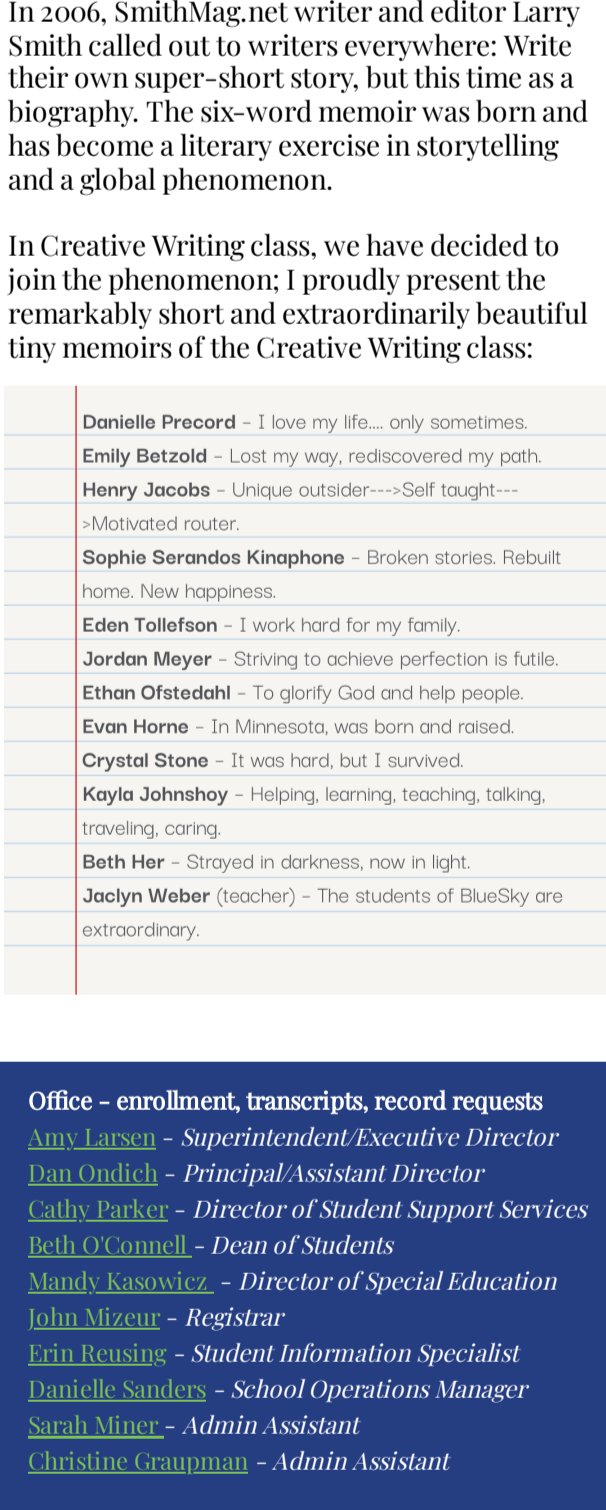 In 2006, SmithMag.net writer and editor Larry
Smith called out to writers everywhere: Write
their own super-short story, but this time as a
biography. The six-word memoir was born and
has become a literary exercise in storytelling
and a global phenomenon.
In Creative Writing class, we have decided to
join the phenomenon; I proudly present the
remarkably short and extraordinarily beautiful
tiny memoirs of the Creative Writing class:
Danielle Precord - I love my life.... only sometimes.
Emily Betzold - Lost my way, rediscovered my path.
Henry Jacobs - Unique outsider--->Self taught---
>Motivated router.
Sophie Serandos Kinaphone - Broken stories. Rebuilt
home. New happiness.
Eden Tollefson - I work hard for my family.
Jordan Meyer - Striving to achieve perfection is futile.
Ethan Ofstedahl - To glorify God and help people.
Evan Horne - In Minnesota, was born and raised.
Crystal Stone - It was hard, but I survived.
Kayla Johnshoy - Helping, learning, teaching, talking,
traveling, caring.
Beth Her - Strayed in darkness, now in light.
Jaclyn Weber (teacher) - The students of BlueSky are
extraordinary.
Office - enrollment, transcripts, record requests
Amy Larsen - Superintendent/Executive Director
Dan Ondich - Principal/Assistant Director
Cathy Parker - Director of Student Support Services
Beth O'Connell - Dean of Students
Mandy Kasowicz - Director of Special Education
John Mizeur - Registrar
Erin Reusing - Student Information Specialist
Danielle Sanders - School Operations Manager
Sarah Miner - Admin Assistant
Christine Graupman - Admin Assistant